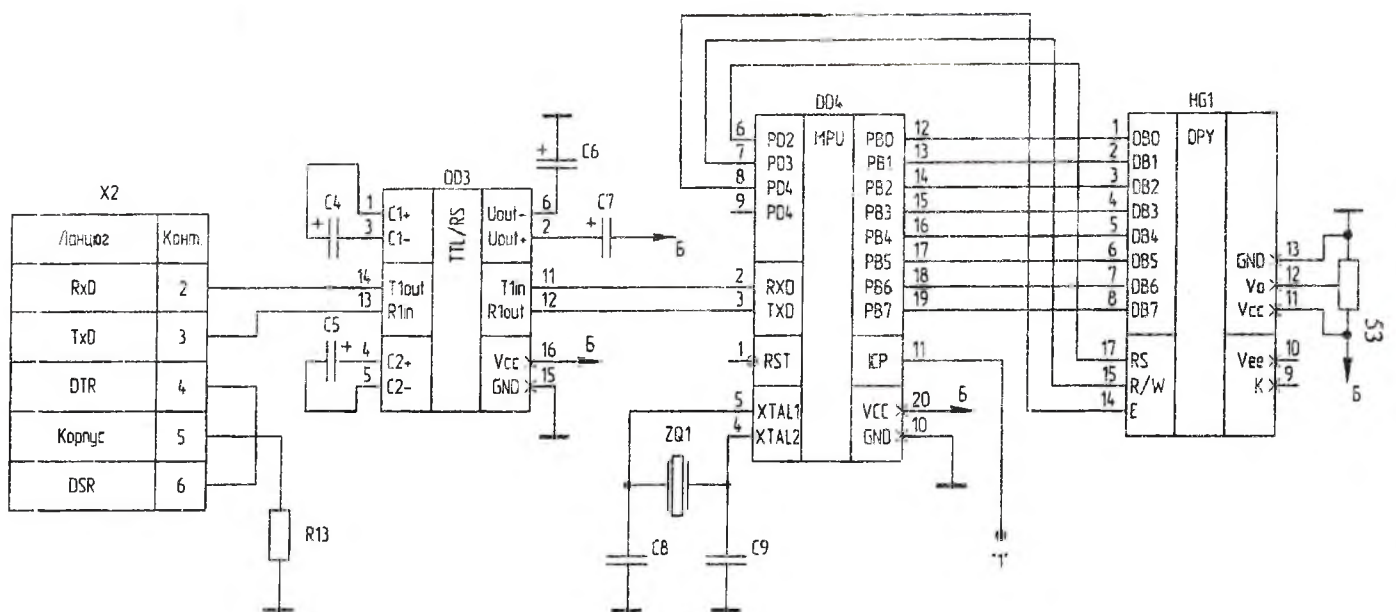 X2
Ланцюг Конт.
RxD 2
TxD 3
DTR 4
Корпус 5
DSR 6
R13
C4
+
1
3
14
13
C5
+
4
5
DD3
C1+
C1-
T1out
R1in
C2+
C2-
TTL/RS
Uout-
Uout+
T1in
R1out
Vcc
GND
6
2
11
12
16
15
+
C6
+
C7
Б
Б
DD4
6
7
8
9
2
3
1
5
4
PD2
PD3
PD4
PD4
RXD
TXD
RST
XTAL1
XTAL2
MPU
PB0
PB1
PB2
PB3
PB4
PB5
PB6
PB7
ICP
VCC
GND
12
13
14
15
16
17
18
19
11
20
10
Б
ZQ1
C8
C9
"1"
HG1
1
2
3
4
5
6
7
8
17
15
14
DB0
DB1
DB2
DB3
DB4
DB5
DB6
DB7
RS
R/W
E
DPY
GND
Vo
Vcc
Vee
K
13
12
11
10
9
Б
53